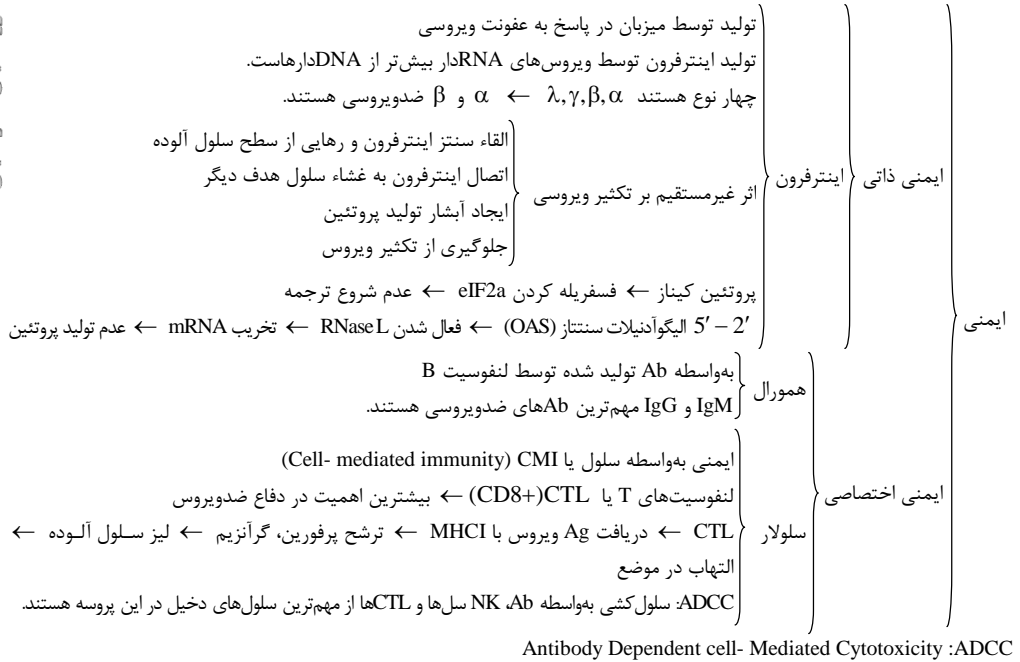 ایمنی
ایمنی ذاتی
اینترفرون
تولید توسط میزبان در پاسخ به عفونت ویروسی
تولید اینترفرون توسط ویروس‌های RNAدار بیش‌تر از DNAدارهاست.
چهار نوع هستند λ,γ,β,α ← α و β ضدویروسی هستند.
اثر غیرمستقیم بر تکثیر ویروسی
القاء سنتز اینترفرون و رهایی از سطح سلول آلوده
اتصال اینترفرون به غشاء سلول هدف دیگر
ایجاد آبشار تولید پروتئین
جلوگیری از تکثیر ویروس
پروتئین کیناز ← فسفریله کردن eIF2a ← عدم شروع ترجمه
5′ – 2′ الیگوآدنیلات سنتتاز (OAS) ← فعال شدن RNase L ← تخریب mRNA ← عدم تولید پروتئین
ایمنی اختصاصی
همورال
به‌واسطه Ab تولید شده توسط لنفوسیت B
IgM و IgG مهم‌ترین Abهای ضدویروسی هستند.
سلولار
ایمنی به‌واسطه سلول یا CMI (Cell- mediated immunity)
لنفوسیت‌های T یا CTL(CD8+) ← بیشترین اهمیت در دفاع ضدویروس
CTL ← دریافت Ag ویروس با MHCI ← ترشح پرفورین، گرآنزیم ← لیز سـلول آلـوده ←
التهاب در موضع
ADCC: سلول‌کشی به‌واسطه Ab، NK سل‌ها و CTLها از مهم‌ترین سلول‌های دخیل در این پروسه هستند.
Antibody Dependent cell- Mediated Cytotoxicity :ADCC